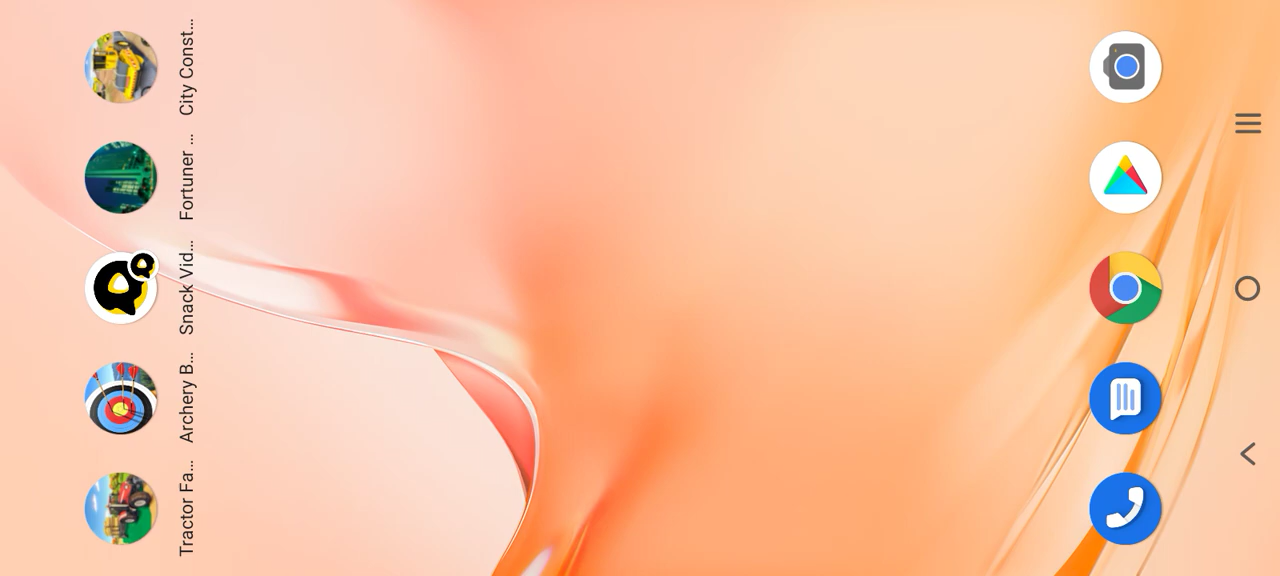 Tractor Fa...
Archery B...
Snack Vid...
Fortuner ...
City Const...